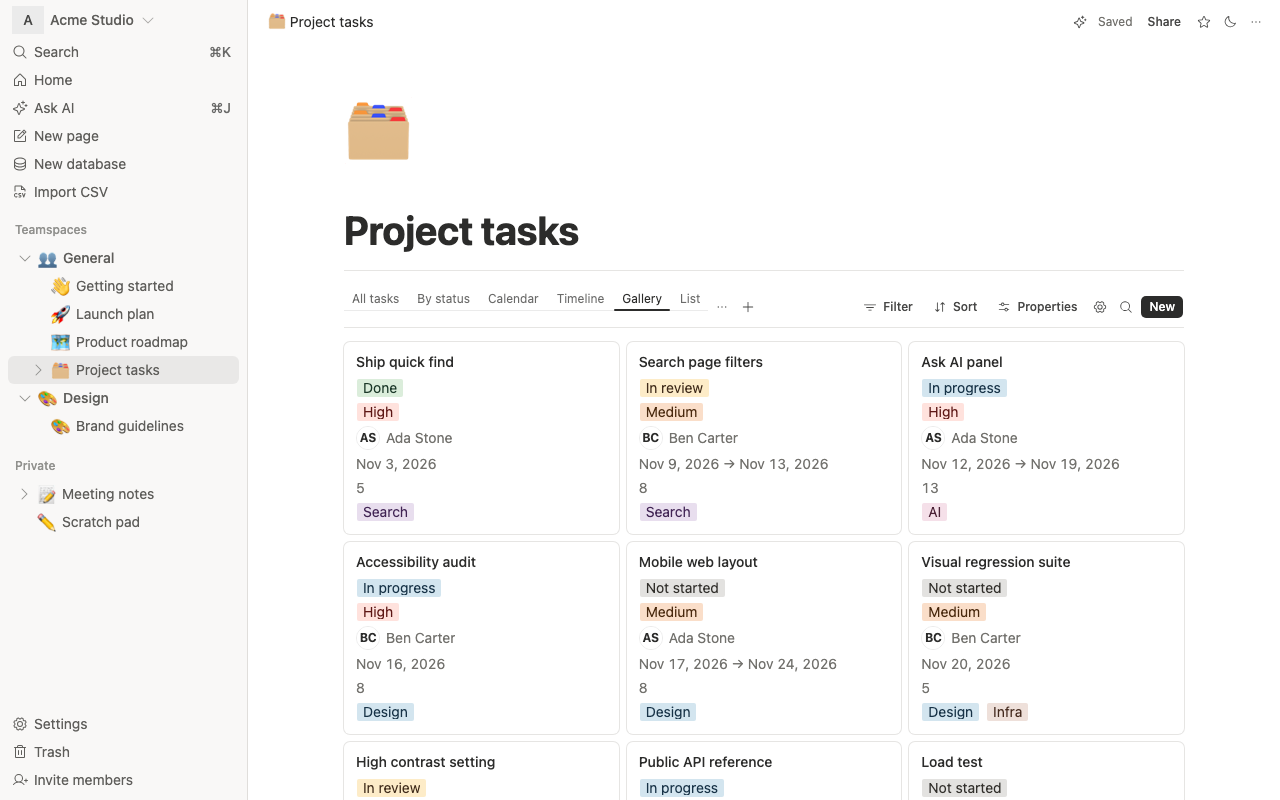 A Acme Studio
Search ⌘K
Home
Ask AI ⌘J
New page
New database
Import CSV
Teamspaces
General
Getting started
Launch plan
Product roadmap
Project tasks
Design
Brand guidelines
Private
Meeting notes
Scratch pad
Settings
Trash
Invite members
Project tasks
Saved Share
Project tasks
All tasks By status Calendar Timeline Gallery List
Filter Sort Properties New
Ship quick find
Done
High
AS Ada Stone
Nov 3, 2026
5
Search
Search page filters
In review
Medium
BC Ben Carter
Nov 9, 2026 → Nov 13, 2026
8
Search
Ask AI panel
In progress
High
AS Ada Stone
Nov 12, 2026 → Nov 19, 2026
13
AI
Accessibility audit
In progress
High
BC Ben Carter
Nov 16, 2026
8
Design
Mobile web layout
Not started
Medium
AS Ada Stone
Nov 17, 2026 → Nov 24, 2026
8
Design
Visual regression suite
Not started
Medium
BC Ben Carter
Nov 20, 2026
5
Design Infra
High contrast setting
In review
Public API reference
In progress
Load test
Not started